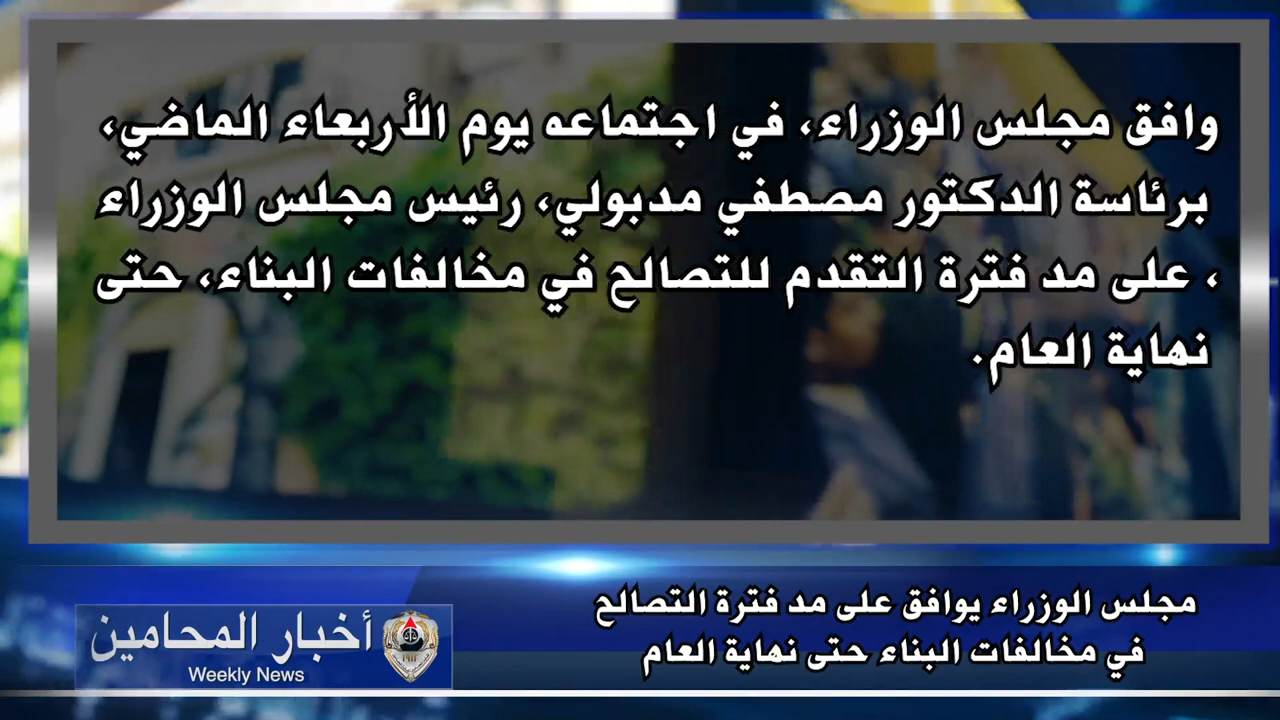 وافق مجلس الوزراء، في اجتماعه يوم الأربعاء الماضي،
برئاسة الدكتور مصطفي مدبولي، رئيس مجلس الوزراء
، على مد فترة التقدم للتصالح في مخالفات البناء، حتى
نهاية العام.
مجلس الوزراء يوافق على مد فترة التصالح
في مخالفات البناء حتى نهاية العام
أخبار المحامين
Weekly News